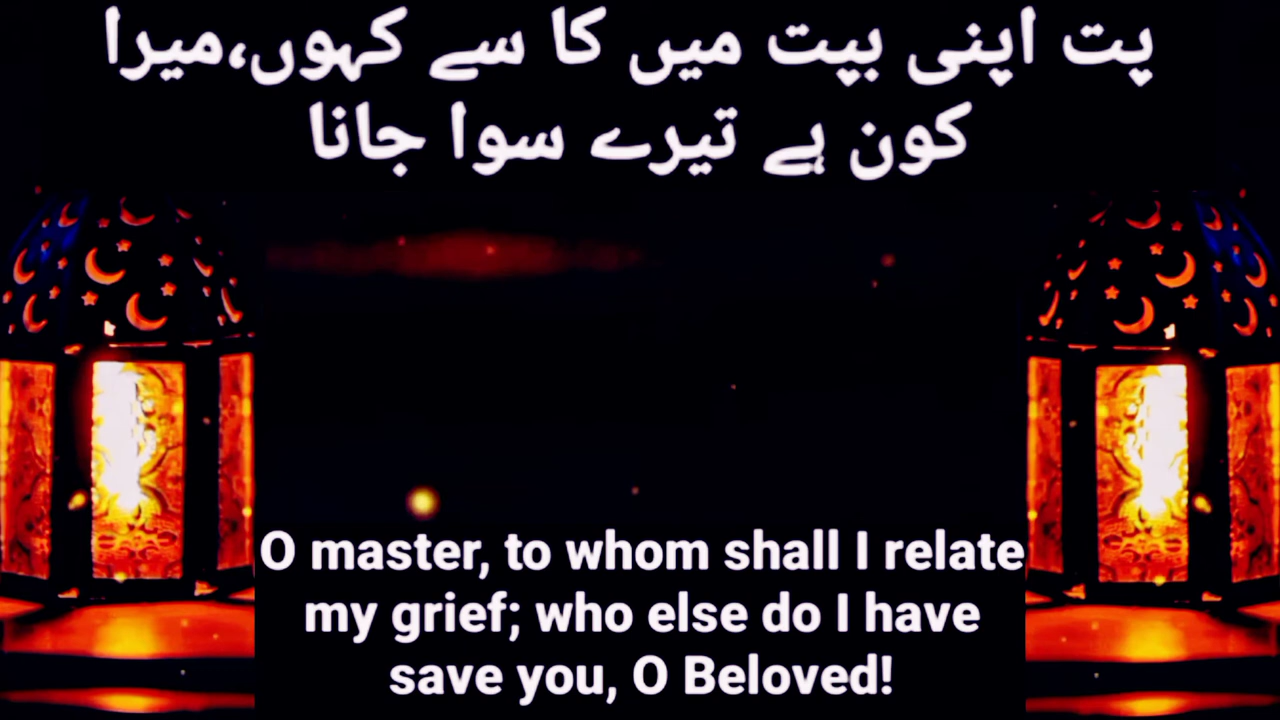 پت اپنی بپت میں کا سے کہوں،میرا
کون ہے تیرے سوا جانا
O master, to whom shall I relate
my grief; who else do I have
save you, O Beloved!